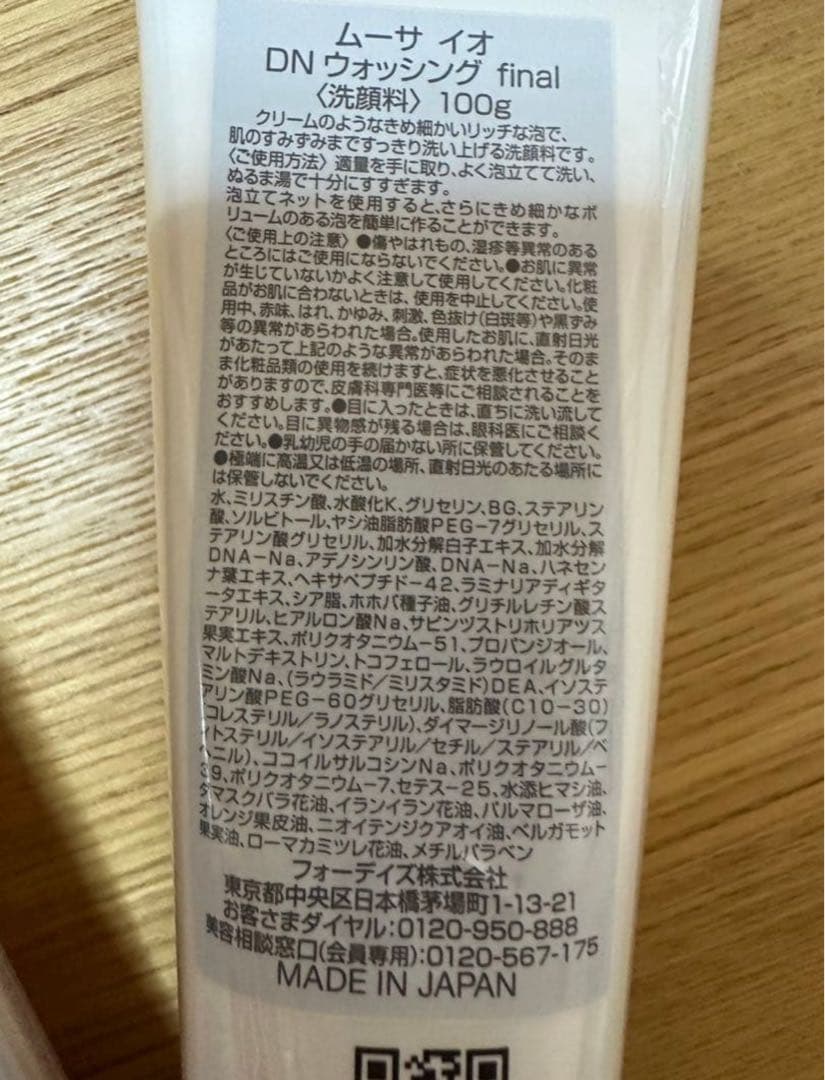 ムーサ イオ
DN ウォッシング final
〈洗顔料〉 100g
クリームのようなきめ細かいリッチな泡で、
肌のすみずみまですっきり洗い上げる洗顔料です。
〈ご使用方法〉適量を手に取り、よく泡立てて洗い、
ぬるま湯で十分にすすぎます。
泡立てネットを使用すると、さらにきめ細かなボ
リュームのある泡を簡単に作ることができます。
〈ご使用上の注意〉●傷やはれもの、湿疹等異常のある
ところにはご使用にならないでください。●お肌に異常
が生じていないかよく注意して使用してください。化粧
品がお肌に合わないときは、使用を中止してください。使
用中、赤味、はれ、かゆみ、刺激、色抜け(白斑等)や黒ずみ
等の異常があらわれた場合。使用したお肌に、直射日光
があたって上記のような異常があらわれた場合。そのま
ま化粧品類の使用を続けますと、症状を悪化させること
がありますので、皮膚科専門医等にご相談されることを
おすすめします。●目に入ったときは、直ちに洗い流して
ください。目に異物感が残る場合は、眼科医にご相談く
ださい。●乳幼児の手の届かない所に保管してください。
●極端に高温又は低温の場所、直射日光のあたる場所に
は保管しないでください。
水、ミリスチン酸、水酸化K、グリセリン、BG、ステアリン
酸、ソルビトール、ヤシ油脂肪酸PEG-7グリセリル、ス
テアリン酸グリセリル、加水分解白子エキス、加水分解
DNA-Na、アデノシンリン酸、DNA-Na、ハネセン
ナ葉エキス、ヘキサペプチド-42、ラミナリアディギタ
ータエキス、シア脂、ホホバ種子油、グリチルレチン酸ス
テアリル、ヒアルロン酸Na、サピンヅストリホリアツス
果実エキス、ポリクオタニウム-51、プロパンジオール、
マルトデキストリン、トコフェロール、ラウロイルグルタ
ミン酸Na、(ラウラミド/ミリスタミド)DEA、イソステ
アリン酸PEG-60グリセリル、脂肪酸(C10-30)
(コレステリル/ラノステリル)、ダイマージリノール酸(フ
ィトステリル/イソステアリル/セチル/ステアリル/ベ
ヘニル)、ココイルサルコシンNa、ポリクオタニウム-
39、ポリクオタニウム-7、セテス-25、水添ヒマシ油、
ダマスクバラ花油、イランイラン花油、パルマローザ油、
オレンジ果皮油、ニオイテンジクアオイ油、ベルガモット
果実油、ローマカミツレ花油、メチルパラベン
フォーデイズ株式会社
東京都中央区日本橋茅場町1-13-21
お客さまダイヤル:0120-950-888
美容相談窓口(会員専用):0120-567-175
MADE IN JAPAN